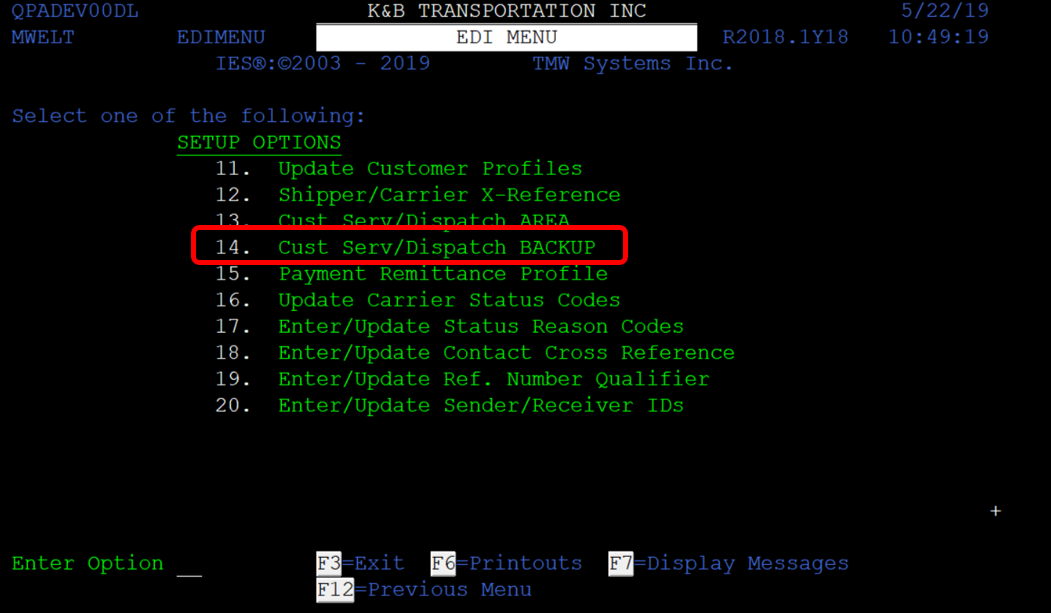 QPADEV00DL K&B TRANSPORTATION INC 5/22/19
MWELT EDIMENU EDI MENU R2018.1Y18 10:49:19
IES®:©2003 - 2019 TMW Systems Inc.
Select one of the following:
SETUP OPTIONS
11. Update Customer Profiles
12. Shipper/Carrier X-Reference
13. Cust Serv/Dispatch AREA
14. Cust Serv/Dispatch BACKUP
15. Payment Remittance Profile
16. Update Carrier Status Codes
17. Enter/Update Status Reason Codes
18. Enter/Update Contact Cross Reference
19. Enter/Update Ref. Number Qualifier
20. Enter/Update Sender/Receiver IDs
+
Enter Option __ F3=Exit F6=Printouts F7=Display Messages
F12=Previous Menu